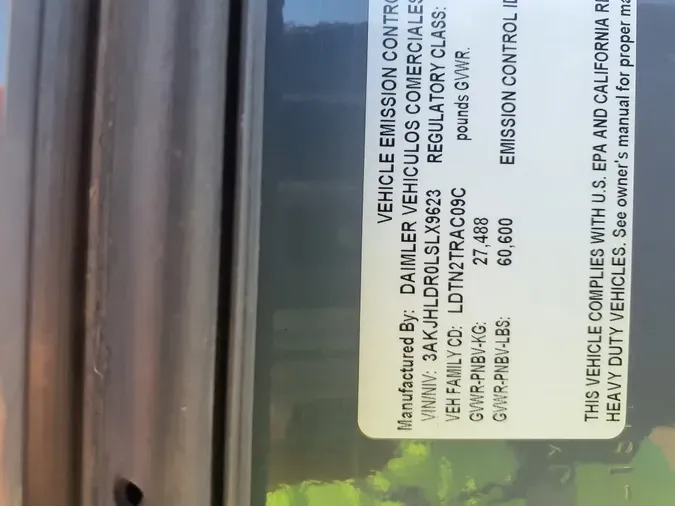 VEHICLE EMISSION CONTRO
Manufactured By: DAIMLER VEHICULOS COMERCIALES
VIN/NIV: 3AKJHLDR0LSLX9623 REGULATORY CLASS:
VEH FAMILY CD: LDTN2TRAC09C pounds GVWR.
GVWR-PNBV-KG: 27,488
GVWR-PNBV-LBS: 60,600 EMISSION CONTROL ID
THIS VEHICLE COMPLIES WITH U.S. EPA AND CALIFORNIA RE
HEAVY DUTY VEHICLES. See owner's manual for proper ma